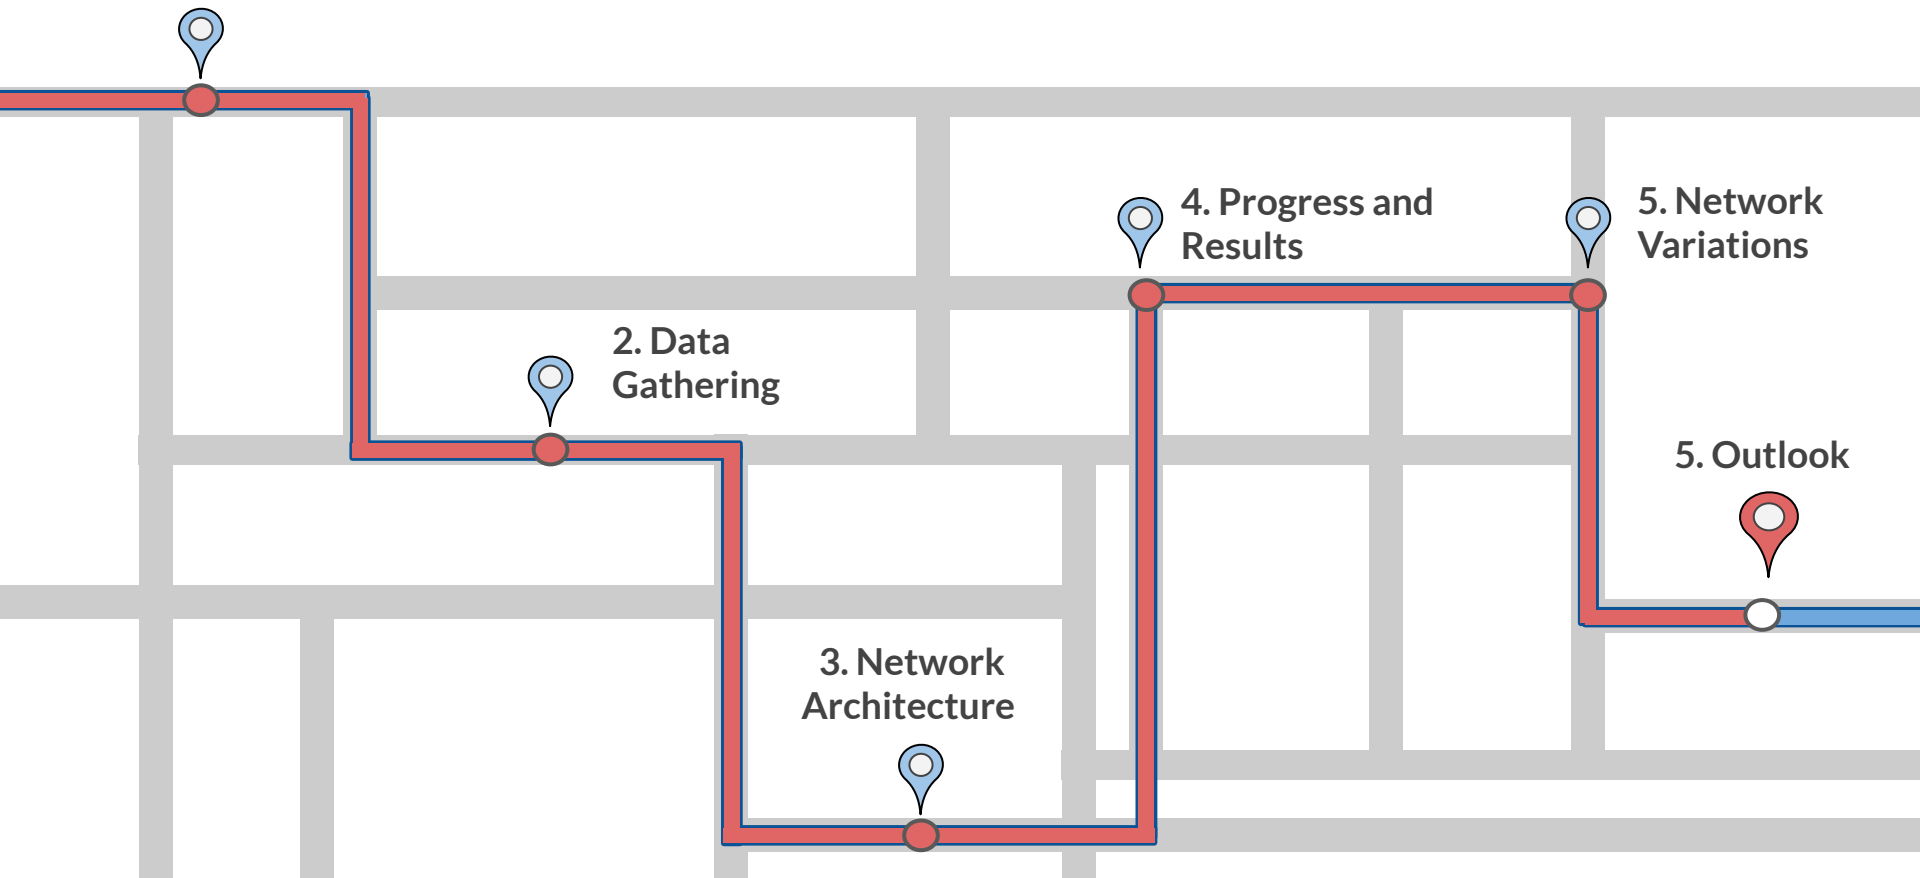 2. Data
Gathering
3. Network
Architecture
4. Progress and
Results
5. Network
Variations
5. Outlook